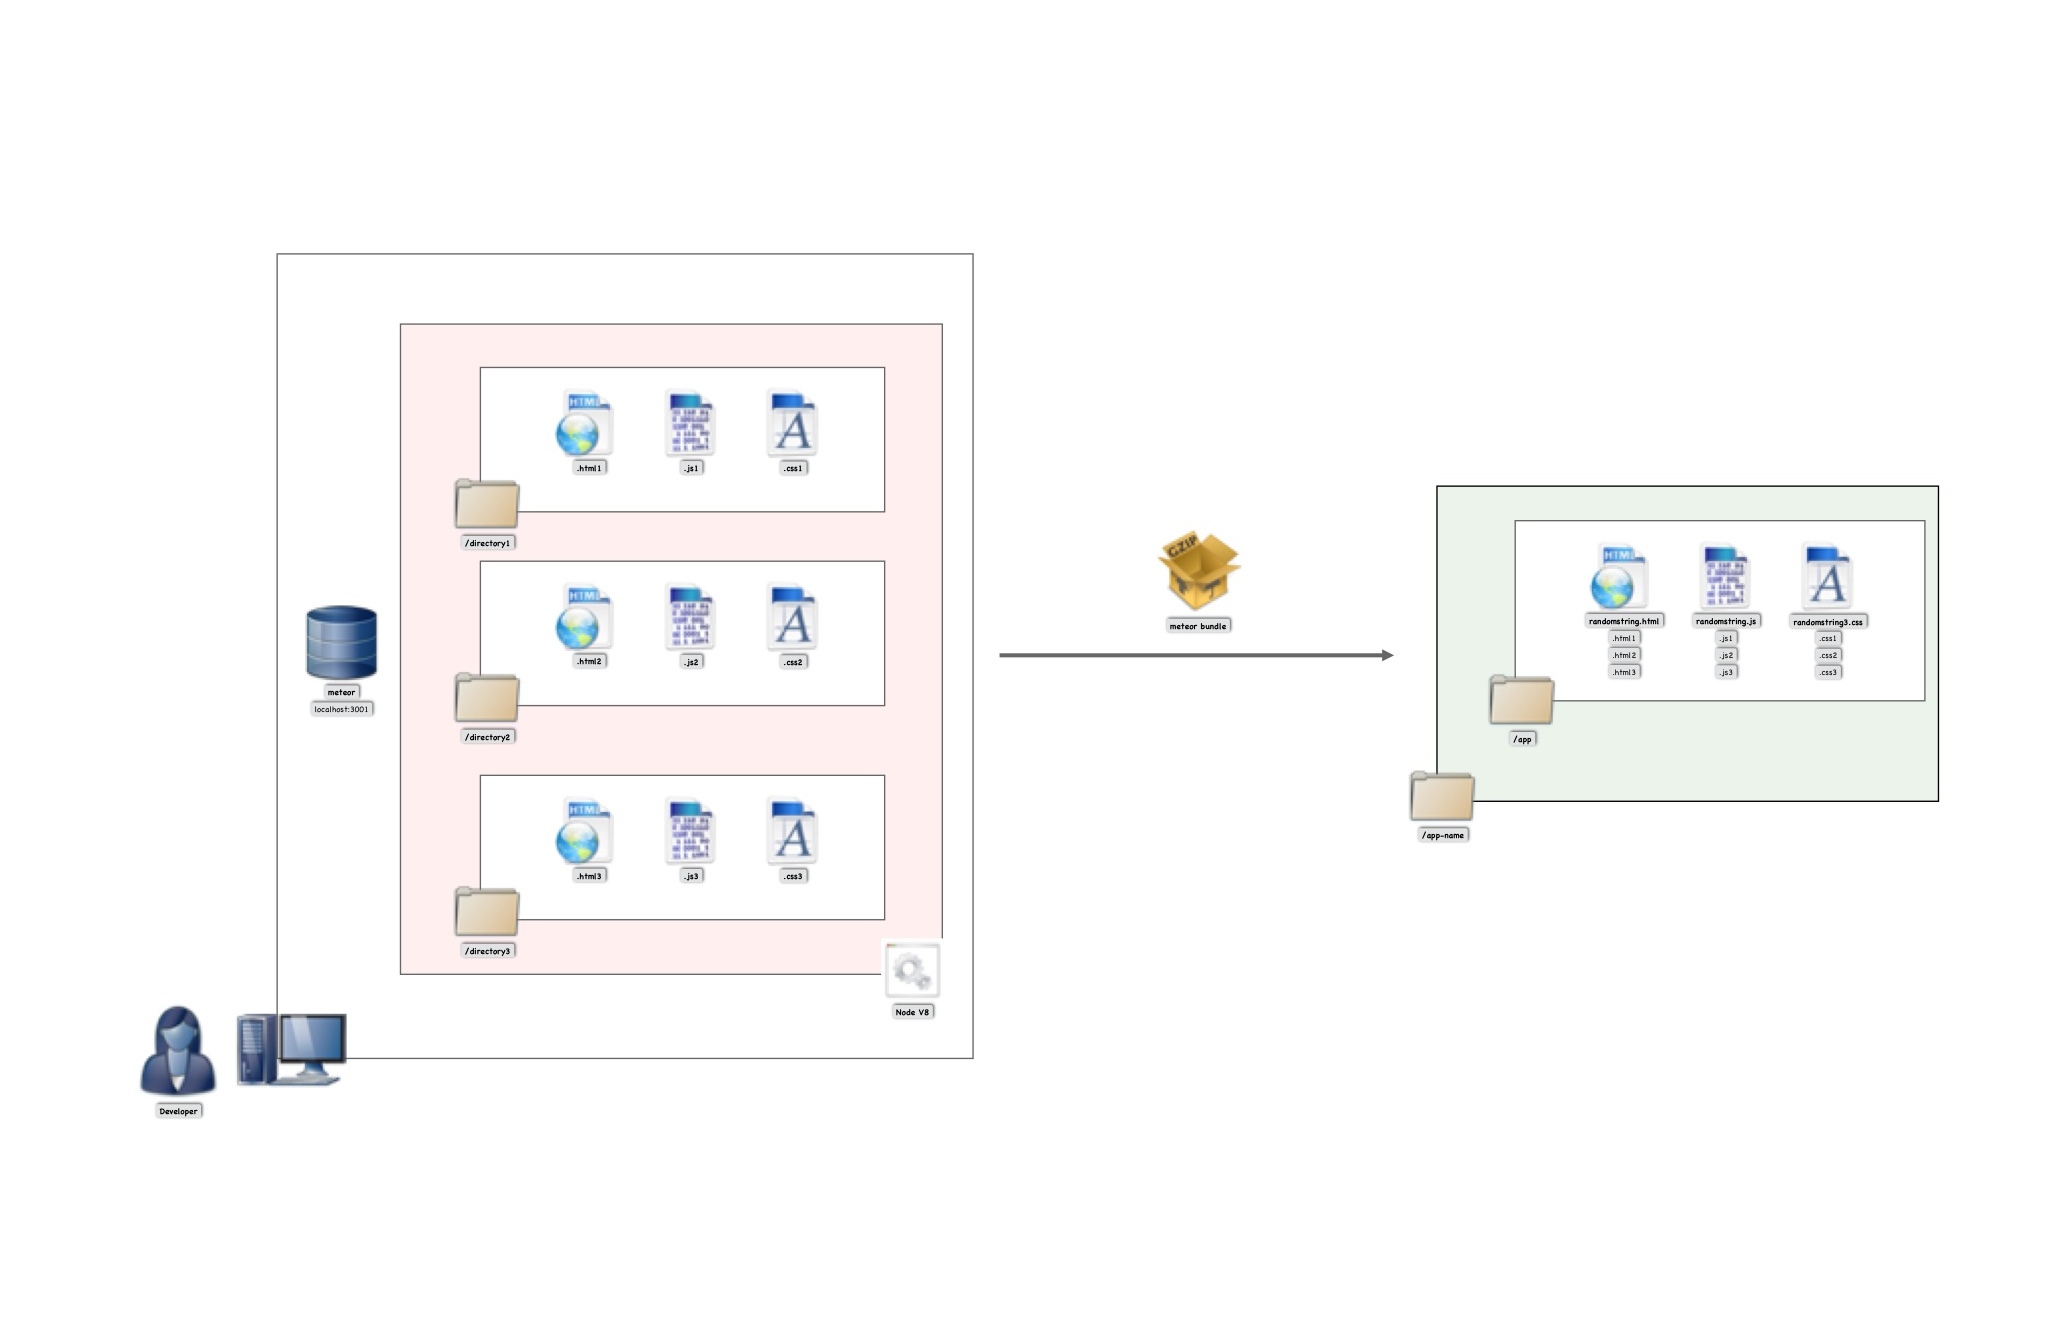 HTML
.html1
.js1
.css1
/directory1
HTML
.html2
.js2
.css2
/directory2
HTML
.html3
.js3
.css3
/directory3
meteor
localhost:3001
Node V8
Developer
GZIP
meteor bundle
HTML
randomstring.html
.html1
.html2
.html3
randomstring.js
.js1
.js2
.js3
randomstring3.css
.css1
.css2
.css3
/app
/app-name